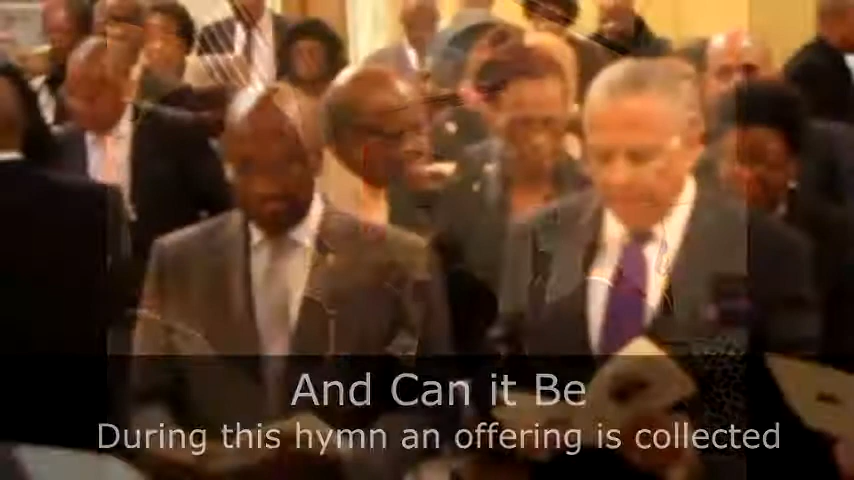 And Can it Be
During this hymn an offering is collected